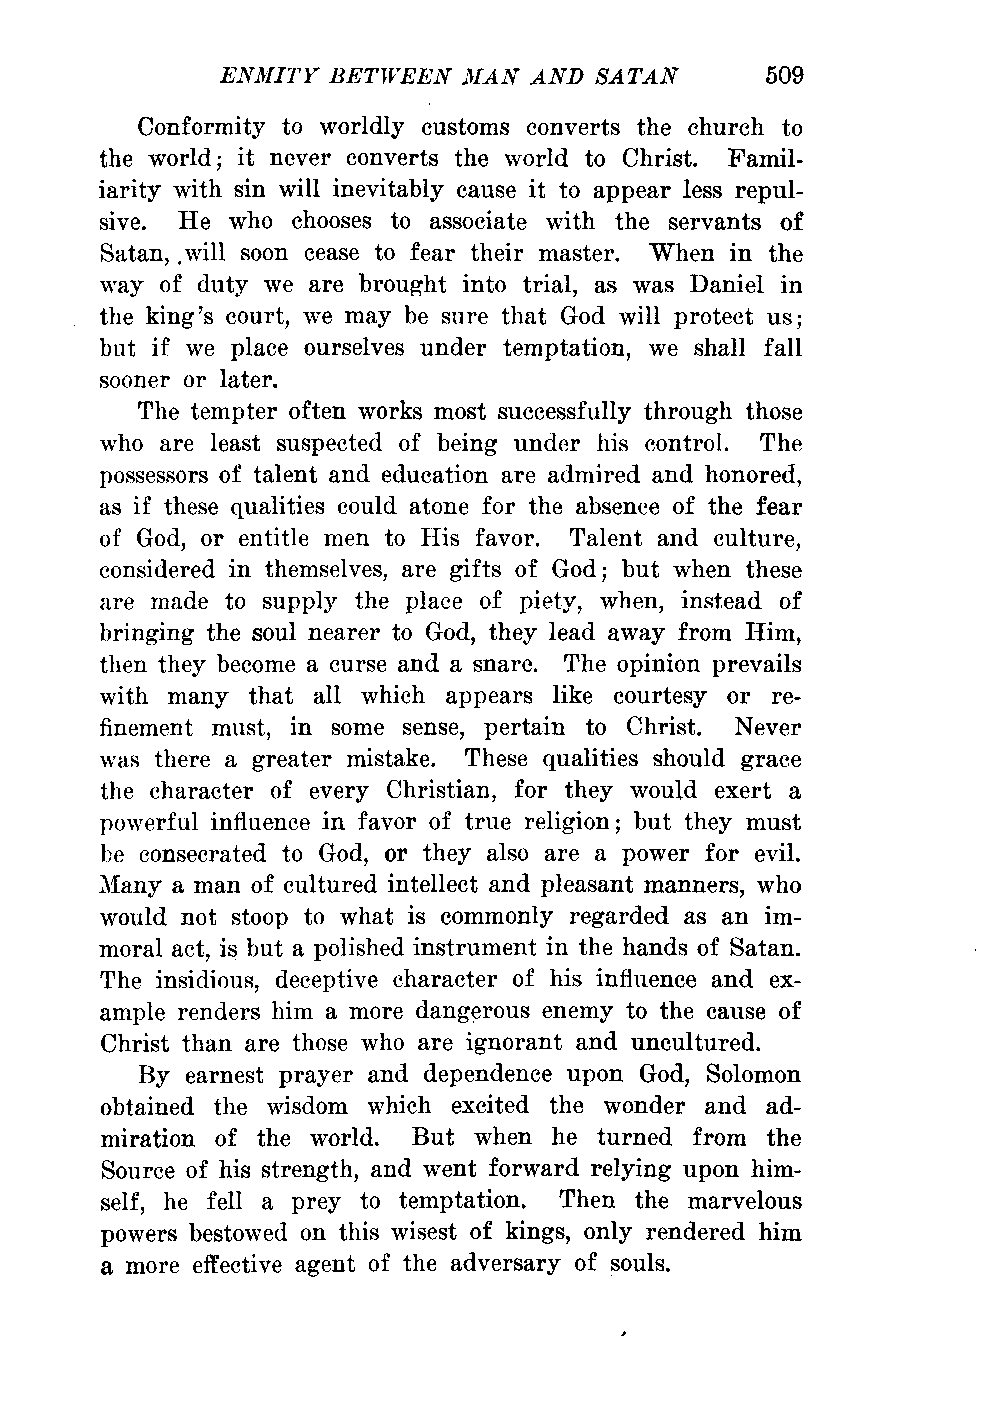 ENMITY BETWEEN MAN AND SATAN 509
Conformity to worldly customs converts the church to
the world; it never converts the world to Christ. Famil-
iarity with sin will inevitably cause it to appear less repul-
sive. He who chooses to associate with the servants of
Satan, will soon cease to fear their master. When in the
way of duty we are brought into trial, as was Daniel in
the king's court, we may be sure that God will protect us;
but if we place ourselves under temptation, we shall fall
sooner or later.
The tempter often works most successfully through those
who are least suspected of being under his control. The
possessors of talent and education are admired and honored,
as if these qualities could atone for the absence of the fear
of God, or entitle men to His favor. Talent and culture,
considered in themselves, are gifts of God; but when these
are made to supply the place of piety, when, instead of
bringing the soul nearer to God, they lead away from Him,
then they become a curse and a snare. The opinion prevails
with many that all which appears like courtesy or re-
finement must, in some sense, pertain to Christ. Never
was there a greater mistake. These qualities should grace
the character of every Christian, for they would exert a
powerful influence in favor of true religion; but they must
be consecrated to God, or they also are a power for evil.
Many a man of cultured intellect and pleasant manners, who
would not stoop to what is commonly regarded as an im-
moral act, is but a polished instrument in the hands of Satan.
The insidious, deceptive character of his influence and ex-
ample renders him a more dangerous enemy to the cause of
Christ than are those who are ignorant and uncultured.
By earnest prayer and dependence upon God, Solomon
obtained the wisdom which excited the wonder and ad-
miration of the world. But when he turned from the
Source of his strength, and went forward relying upon him-
self, he fell a prey to temptation. Then the marvelous
powers bestowed on this wisest of kings, only rendered him
a more effective agent of the adversary of souls.